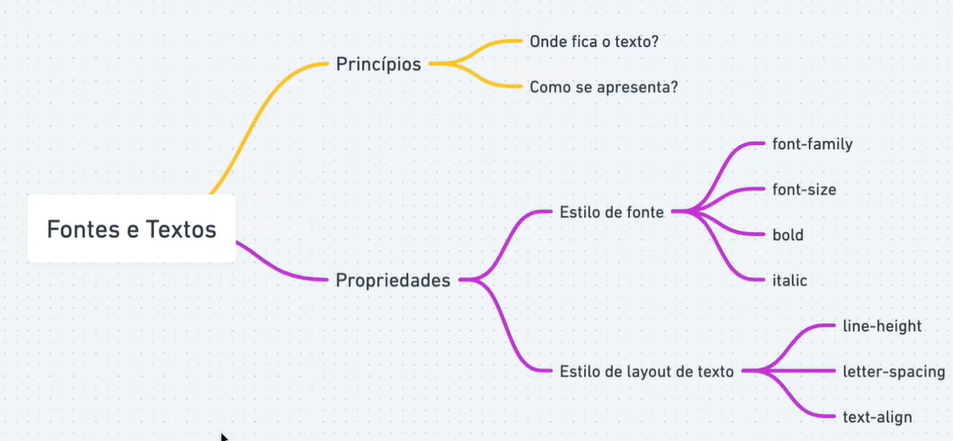 Fontes e Textos
Princípios
Onde fica o texto?
Como se apresenta?
Propriedades
Estilo de fonte
font-family
font-size
bold
italic
Estilo de layout de texto
line-height
letter-spacing
text-align